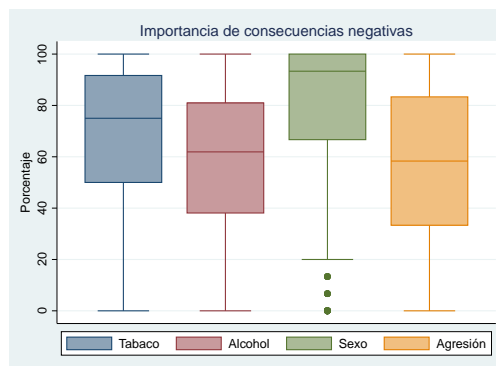 Importancia de consecuencias negativas
Porcentaje
100
80
60
40
20
0
Tabaco Alcohol Sexo Agresión